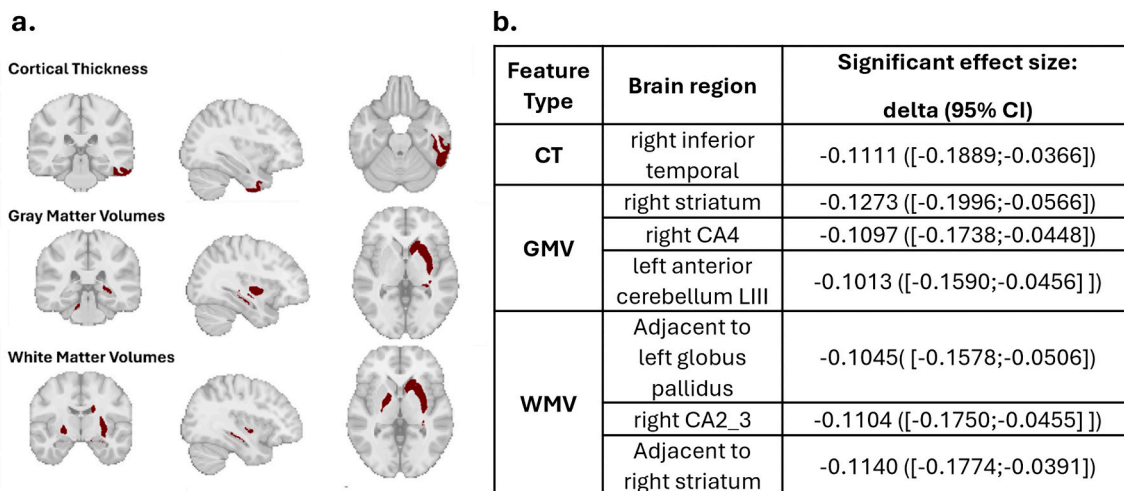 a.
Cortical Thickness
Gray Matter Volumes
White Matter Volumes
b.
Feature
Type
Brain region
Significant effect size:
delta (95% CI)
CT
right inferior
temporal
-0.1111 ([-0.1889;-0.0366])
GMV
right striatum
-0.1273 ([-0.1996;-0.0566])
right CA4
-0.1097 ([-0.1738;-0.0448])
left anterior
cerebellum LIII
-0.1013 ([-0.1590;-0.0456] ])
WMV
Adjacent to
left globus
pallidus
-0.1045( [-0.1578;-0.0506])
right CA2_3
-0.1104 ([-0.1750;-0.0455] ])
Adjacent to
right striatum
-0.1140 ([-0.1774;-0.0391])